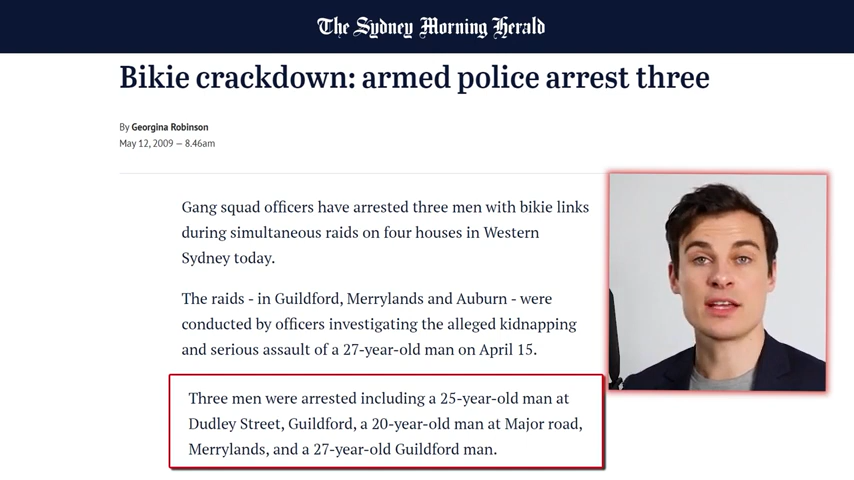 The Sydney Morning Herald
Bikie crackdown: armed police arrest three
By Georgina Robinson
May 12, 2009 — 8.46am
Gang squad officers have arrested three men with bikie links
during simultaneous raids on four houses in Western
Sydney today.
The raids - in Guildford, Merrylands and Auburn - were
conducted by officers investigating the alleged kidnapping
and serious assault of a 27-year-old man on April 15.
Three men were arrested including a 25-year-old man at
Dudley Street, Guildford, a 20-year-old man at Major road,
Merrylands, and a 27-year-old Guildford man.